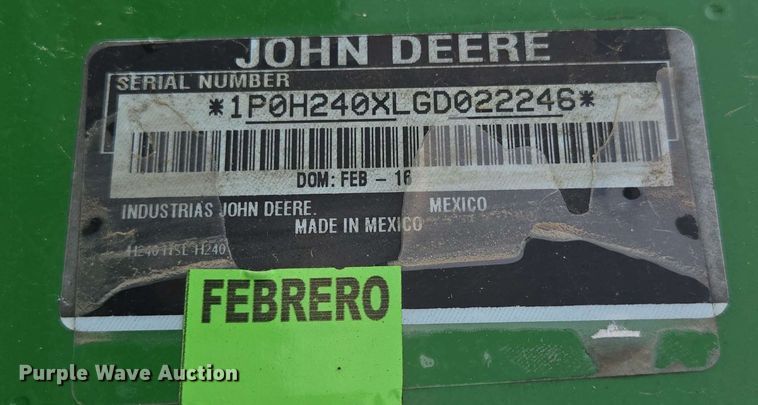 JOHN DEERE
SERIAL NUMBER
*1P0H240XLGD022246*
DOM: FEB - 16
INDUSTRIAS JOHN DEERE. MEXICO
MADE IN MEXICO
H240
FEBRERO
Purple Wave Auction